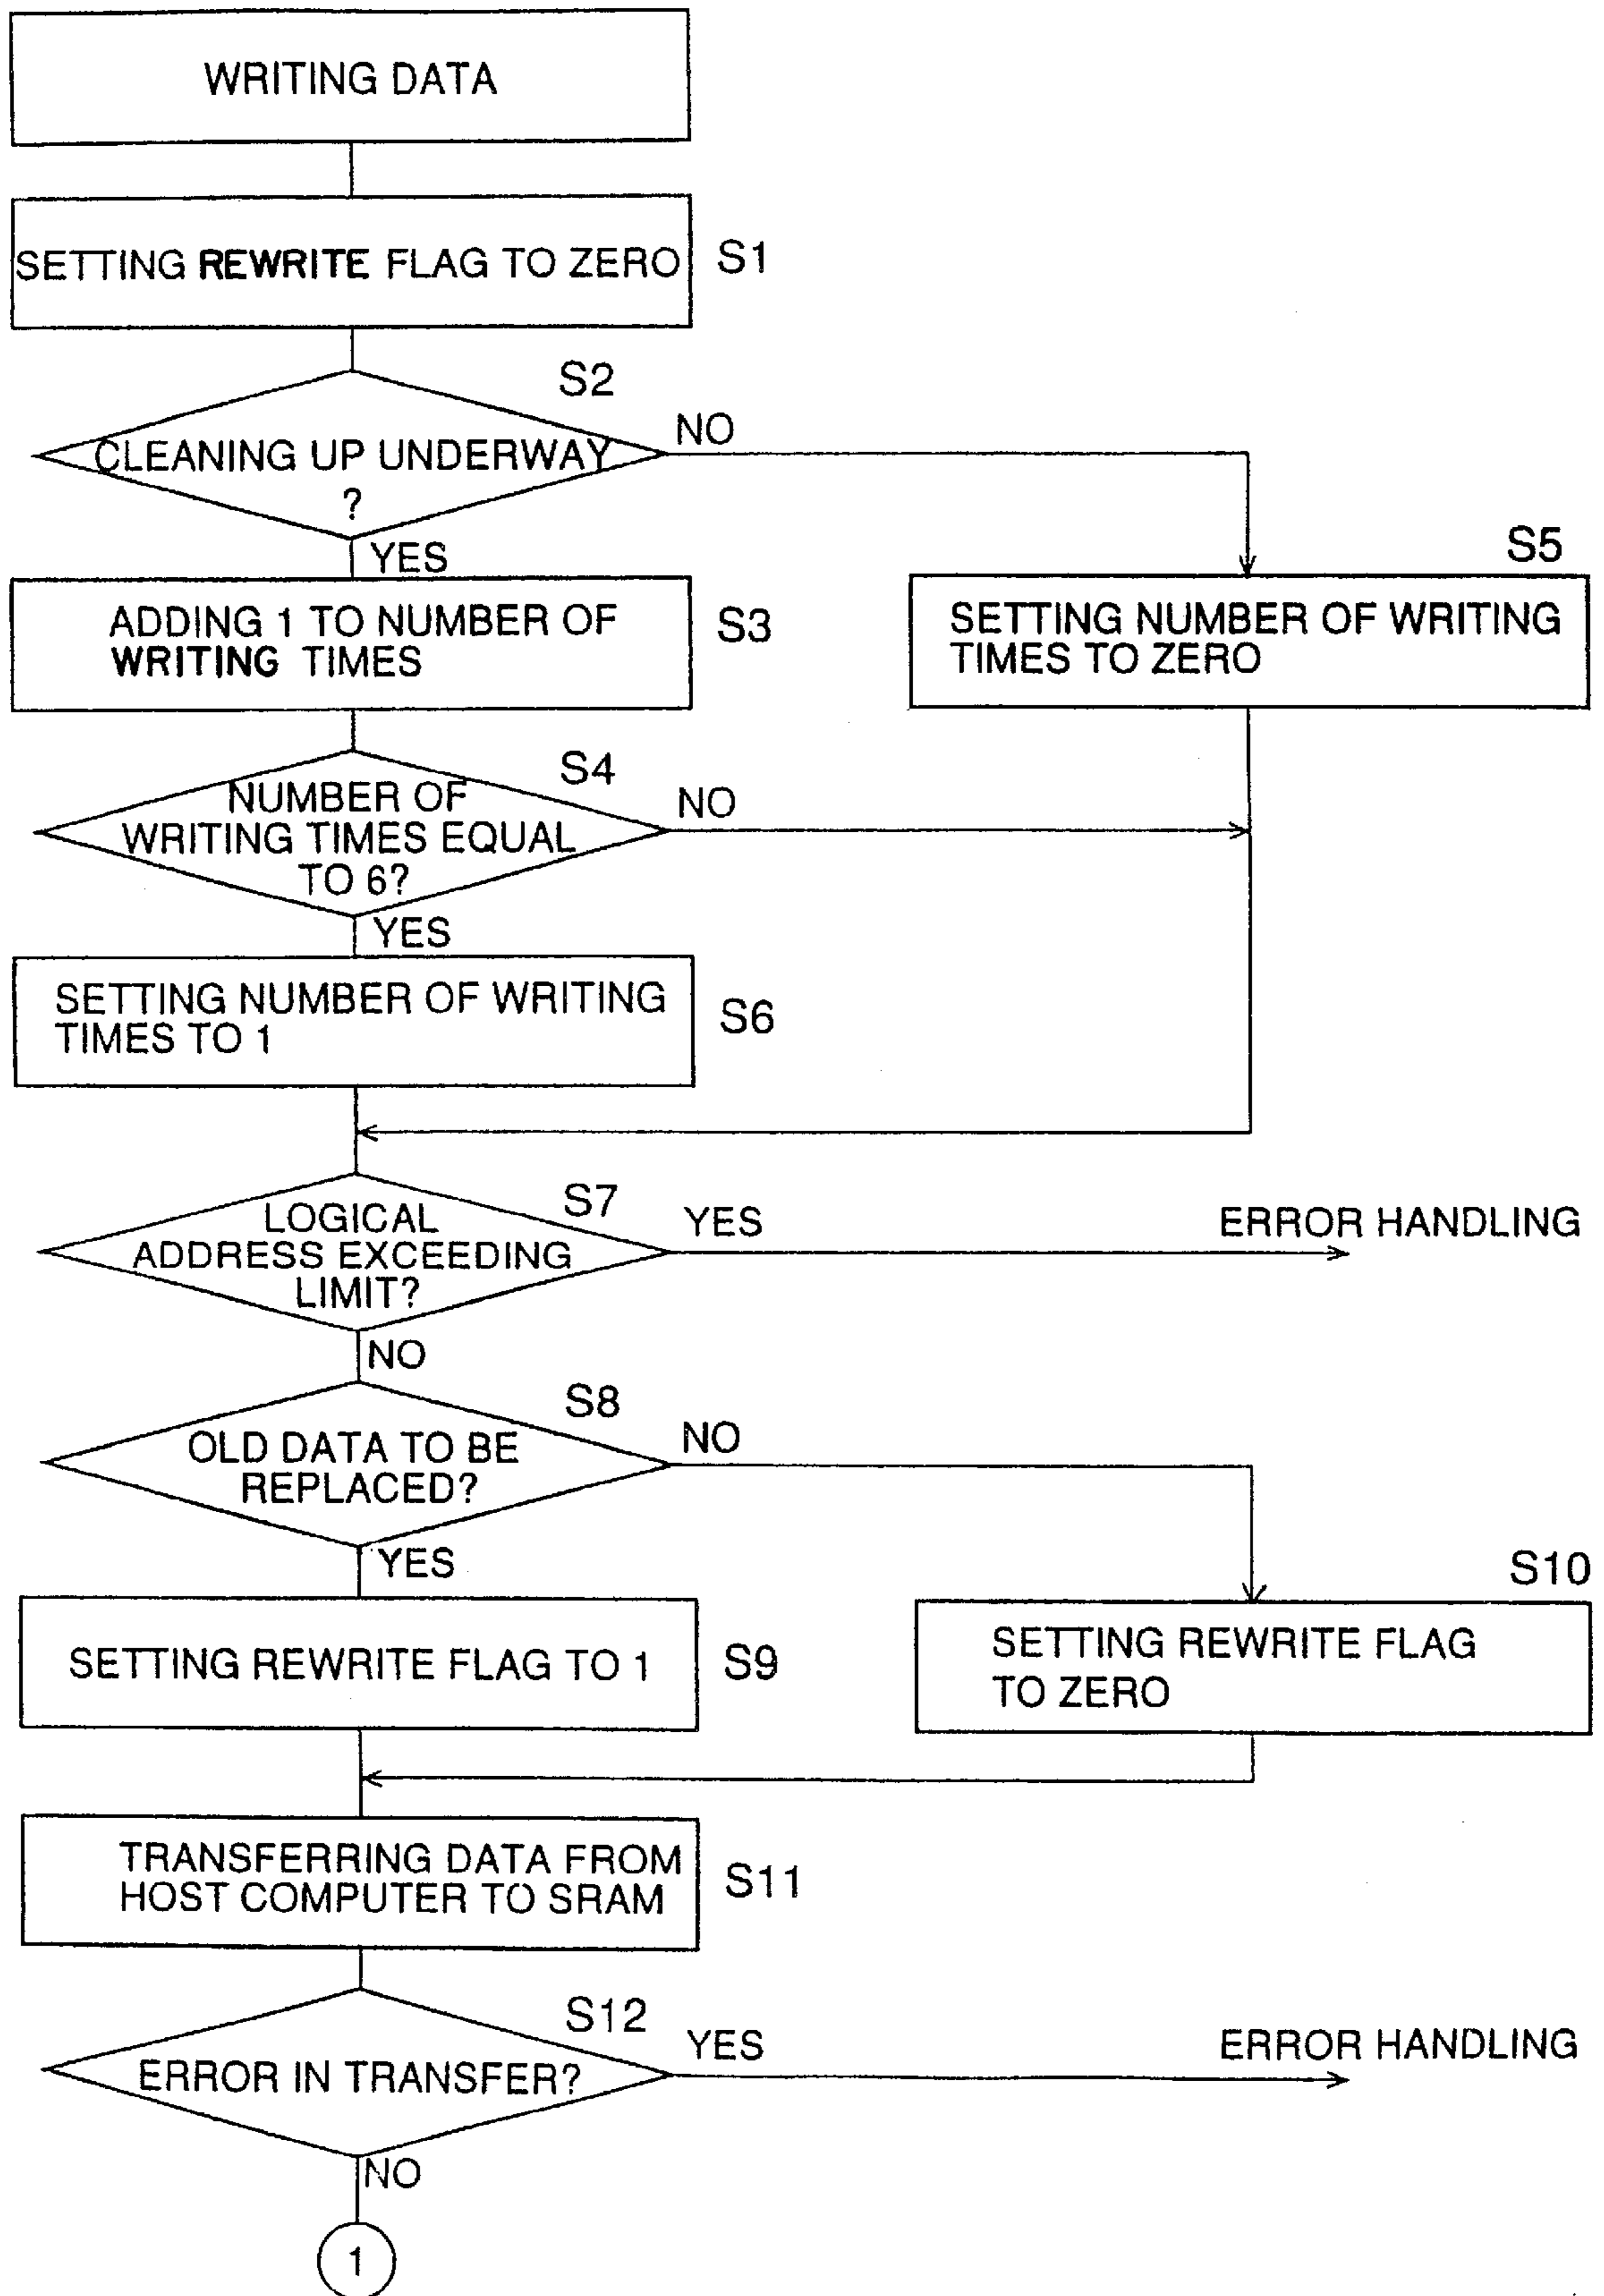 WRITING DATA
SETTING REWRITE FLAG TO ZERO
S1
S2
CLEANING UP UNDERWAY
?
NO
YES
ADDING 1 TO NUMBER OF
WRITING TIMES
S3
S5
SETTING NUMBER OF WRITING
TIMES TO ZERO
S4
NUMBER OF
WRITING TIMES EQUAL
TO 6?
NO
YES
SETTING NUMBER OF WRITING
TIMES TO 1
S6
S7
LOGICAL
ADDRESS EXCEEDING
LIMIT?
YES
ERROR HANDLING
NO
S8
OLD DATA TO BE
REPLACED?
NO
YES
SETTING REWRITE FLAG TO 1
S9
S10
SETTING REWRITE FLAG
TO ZERO
TRANSFERRING DATA FROM
HOST COMPUTER TO SRAM
S11
S12
ERROR IN TRANSFER?
YES
ERROR HANDLING
NO
1